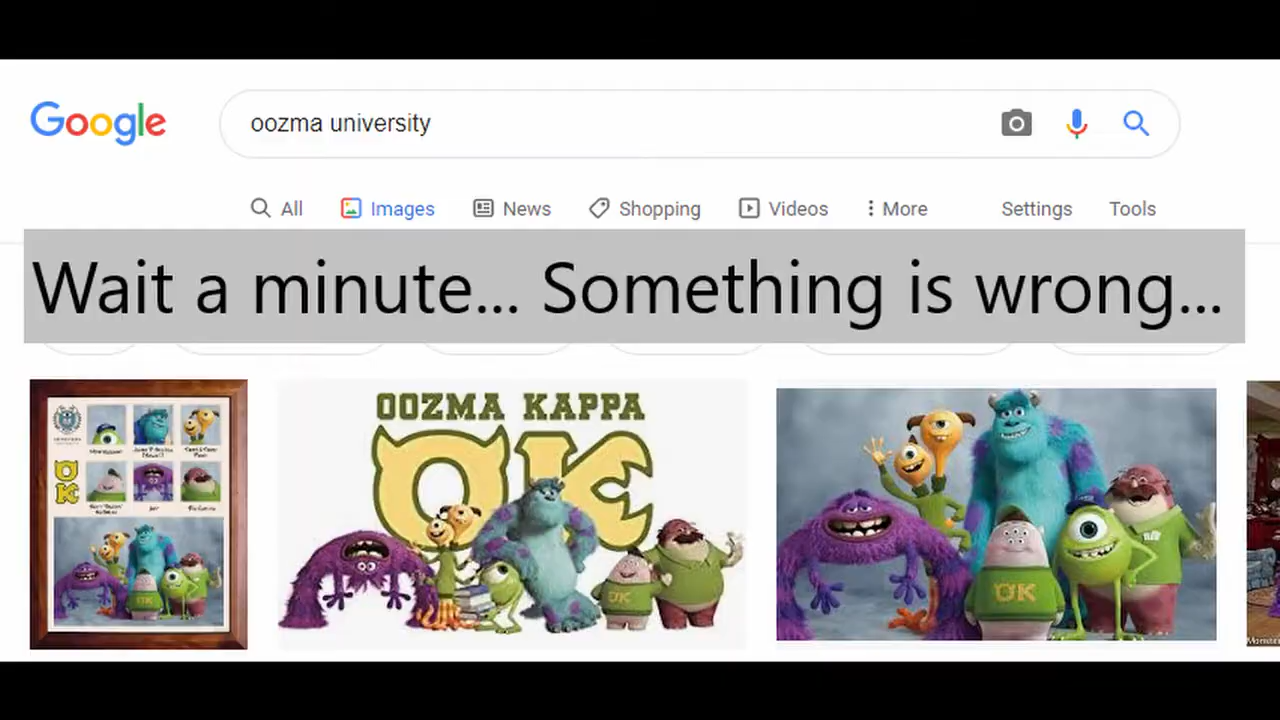 Google
oozma university
All Images News Shopping Videos More Settings Tools
Wait a minute... Something is wrong...
OOZMA KAPPA
OK
OK
OK
OK